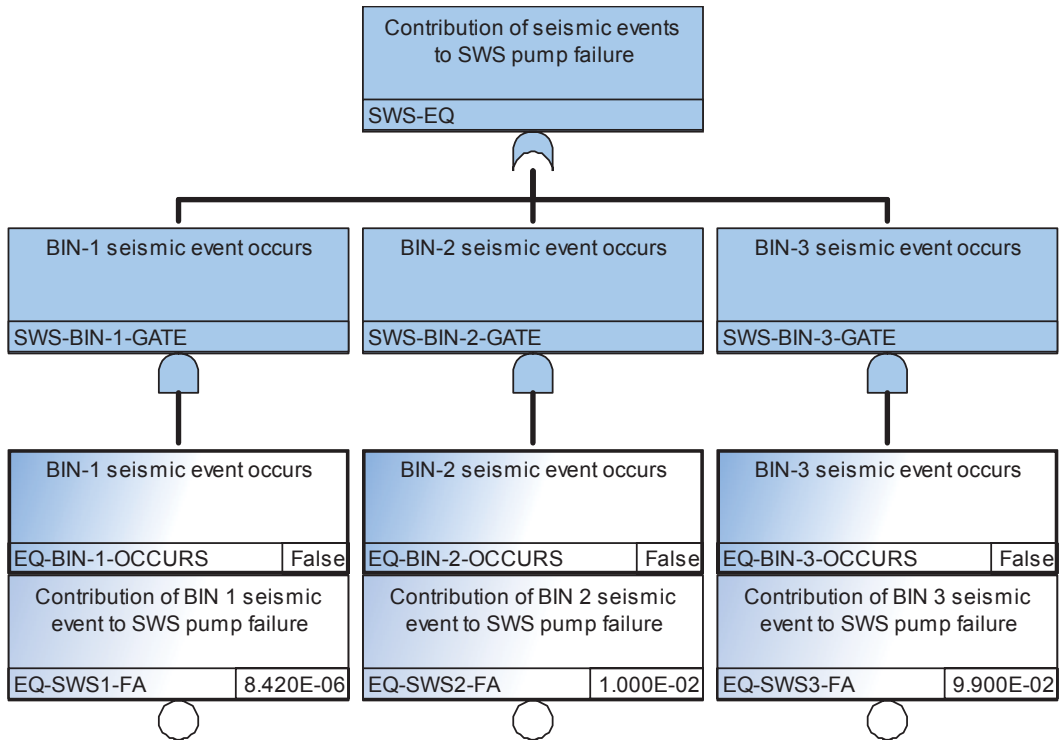 Contribution of seismic events
to SWS pump failure
SWS-EQ
BIN-1 seismic event occurs
SWS-BIN-1-GATE
BIN-2 seismic event occurs
SWS-BIN-2-GATE
BIN-3 seismic event occurs
SWS-BIN-3-GATE
BIN-1 seismic event occurs
EQ-BIN-1-OCCURS False
Contribution of BIN 1 seismic
event to SWS pump failure
EQ-SWS1-FA 8.420E-06
BIN-2 seismic event occurs
EQ-BIN-2-OCCURS False
Contribution of BIN 2 seismic
event to SWS pump failure
EQ-SWS2-FA 1.000E-02
BIN-3 seismic event occurs
EQ-BIN-3-OCCURS False
Contribution of BIN 3 seismic
event to SWS pump failure
EQ-SWS3-FA 9.900E-02